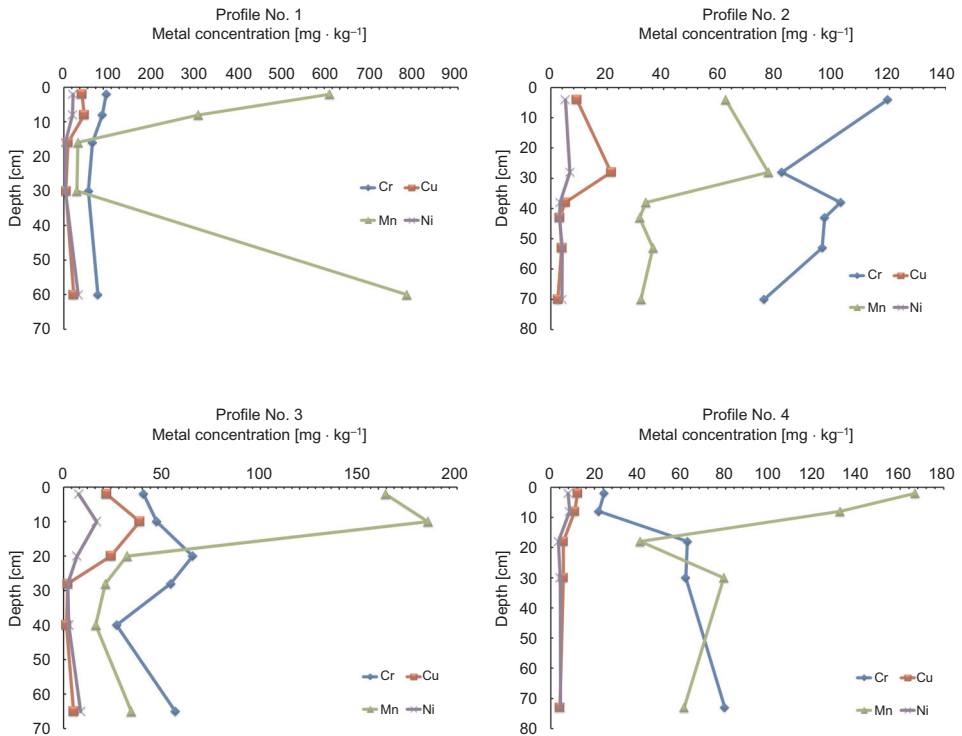 Profile No. 1
Metal concentration [mg · kg⁻¹]
0 100 200 300 400 500 600 700 800 900
0
10
20
30
40
50
60
70
Depth [cm]
Cr Cu
Mn Ni
Profile No. 2
Metal concentration [mg · kg⁻¹]
0 20 40 60 80 100 120 140
0
10
20
30
40
50
60
70
80
Depth [cm]
Cr Cu
Mn Ni
Profile No. 3
Metal concentration [mg · kg⁻¹]
0 50 100 150 200
0
10
20
30
40
50
60
70
Depth [cm]
Cr Cu
Mn Ni
Profile No. 4
Metal concentration [mg · kg⁻¹]
0 20 40 60 80 100 120 140 160 180
0
10
20
30
40
50
60
70
80
Depth [cm]
Cr Cu
Mn Ni